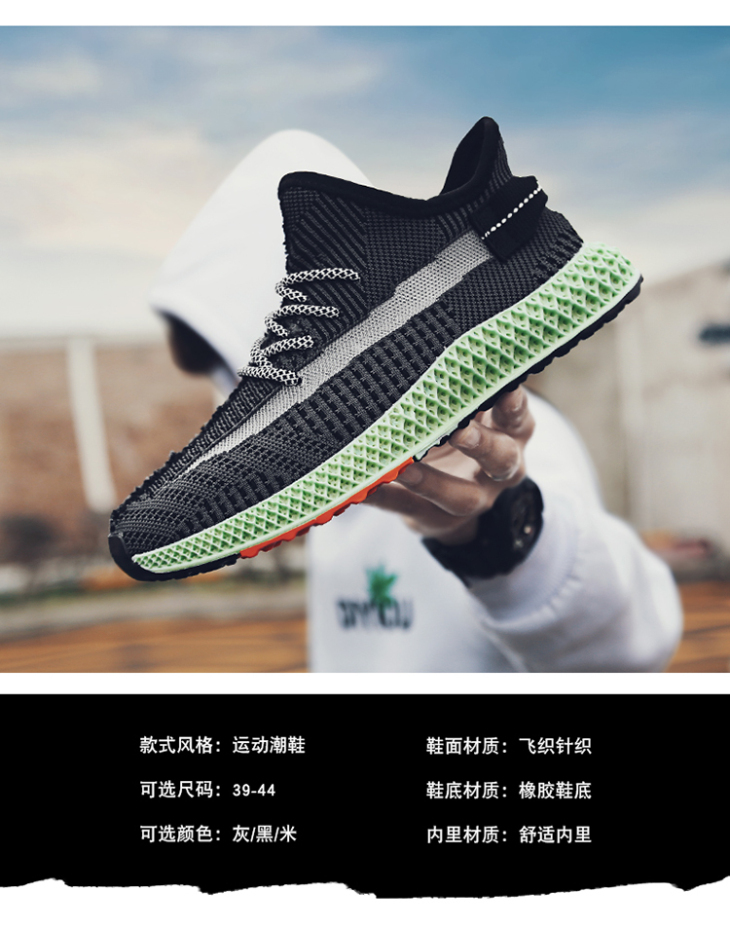 款式风格：运动潮鞋
鞋面材质：飞织针织
可选尺码：39-44
鞋底材质：橡胶鞋底
可选颜色：灰/黑/米
内里材质：舒适内里